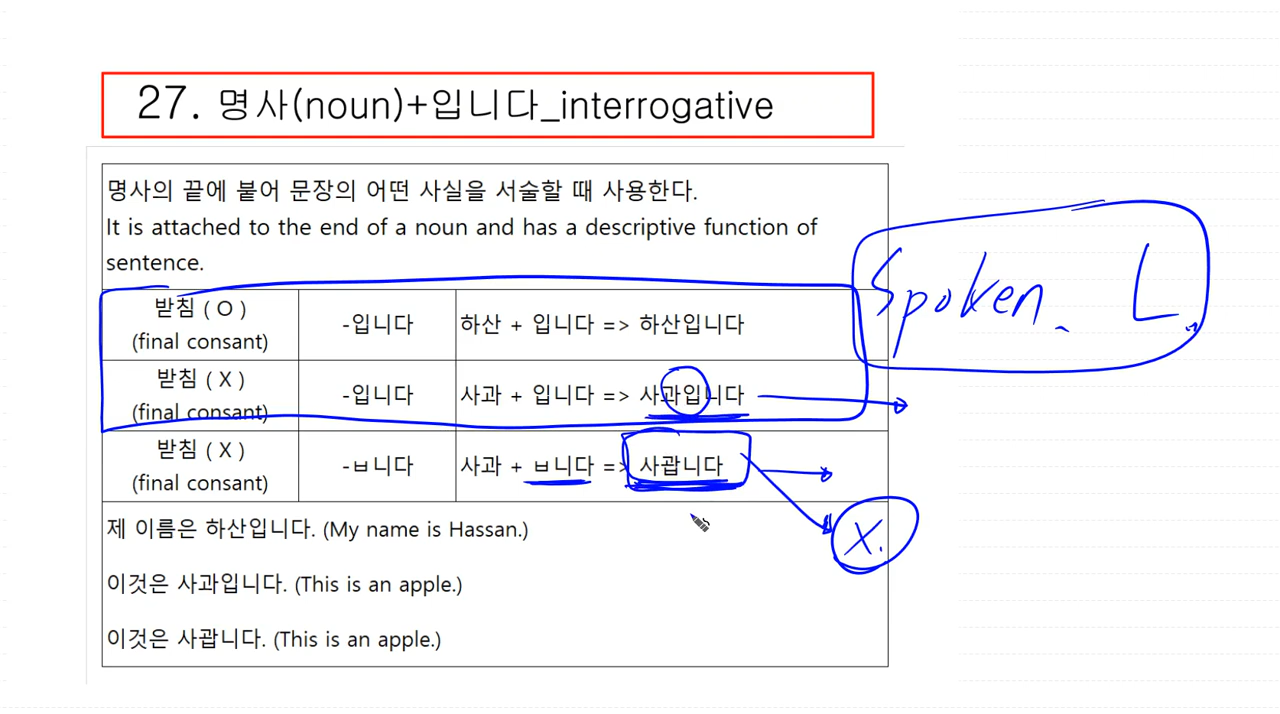 27. 명사(noun)+입니다_interrogative
명사의 끝에 붙어 문장의 어떤 사실을 서술할 때 사용한다.
It is attached to the end of a noun and has a descriptive function of
sentence.
받침 ( O )
(final consant)
-입니다
하산 + 입니다 => 하산입니다
Spoken. L.
받침 ( X )
(final consant)
-입니다
사과 + 입니다 => 사과입니다
받침 ( X )
(final consant)
-ㅂ니다
사과 + ㅂ니다 => 사괍니다
X.
제 이름은 하산입니다. (My name is Hassan.)
이것은 사과입니다. (This is an apple.)
이것은 사괍니다. (This is an apple.)